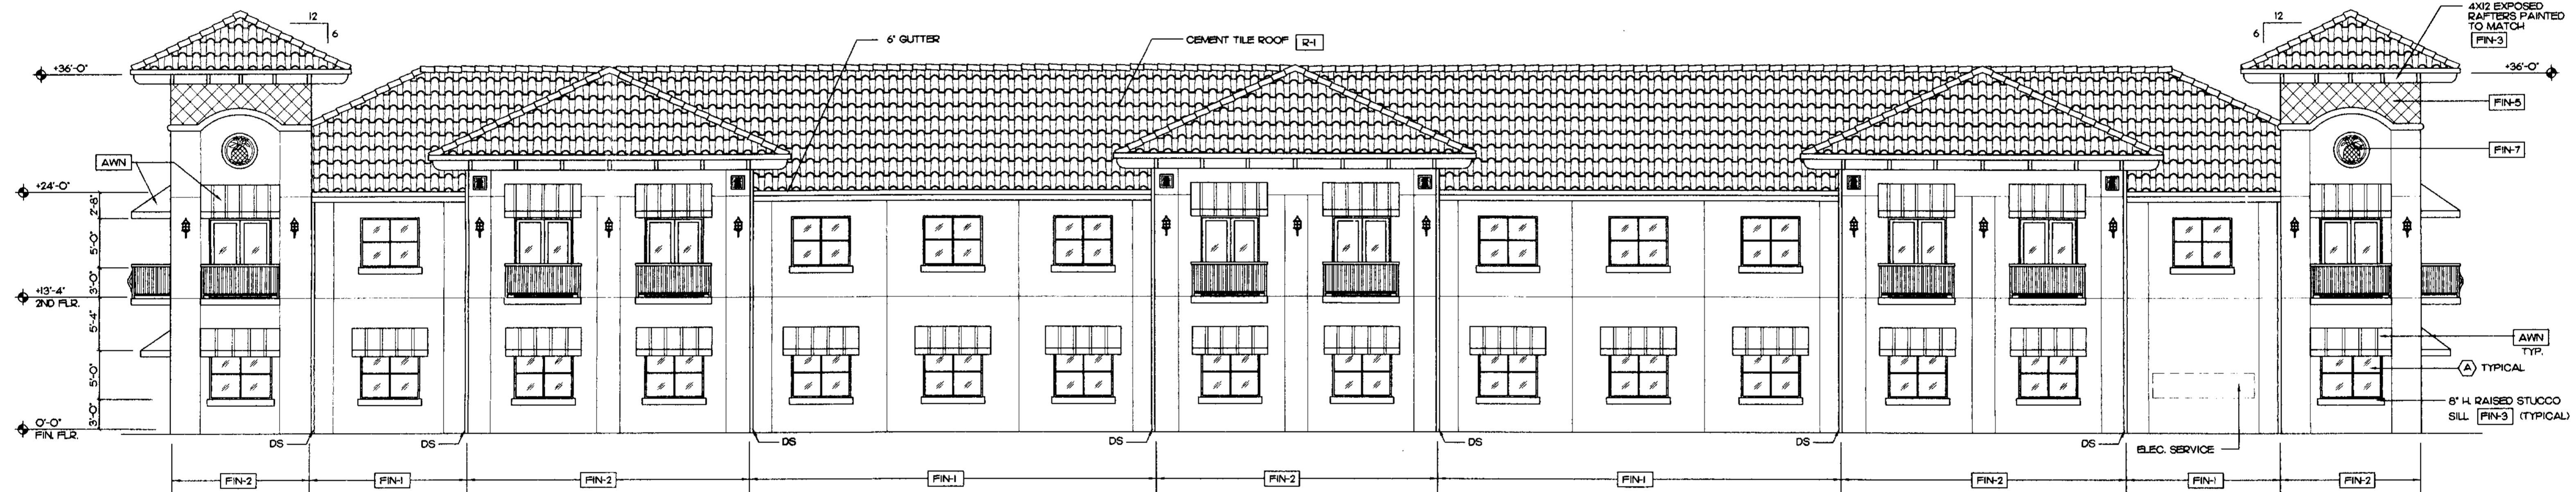 12
6
6" GUTTER
CEMENT TILE ROOF R-1
12
6
4X12 EXPOSED
RAFTERS PAINTED
TO MATCH
FIN-3
+36'-0"
+36'-0"
FIN-5
FIN-7
AWN
+24'-0"
2'-8"
5'-0"
3'-0"
+13'-4"
2ND FLR.
5'-4"
5'-0"
3'-0"
0'-0"
FIN. FLR.
AWN
TYP.
A TYPICAL
8" H. RAISED STUCCO
SILL FIN-3 (TYPICAL)
DS
DS
DS
DS
DS
DS
DS
ELEC. SERVICE
FIN-2
FIN-1
FIN-2
FIN-1
FIN-2
FIN-1
FIN-2
FIN-1
FIN-2